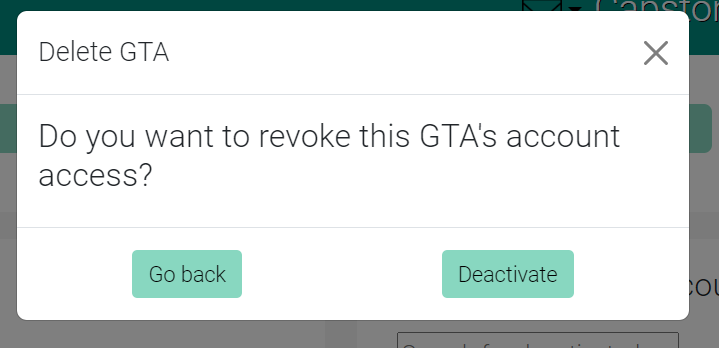 Delete GTA
Do you want to revoke this GTA's account
access?
Go back
Deactivate